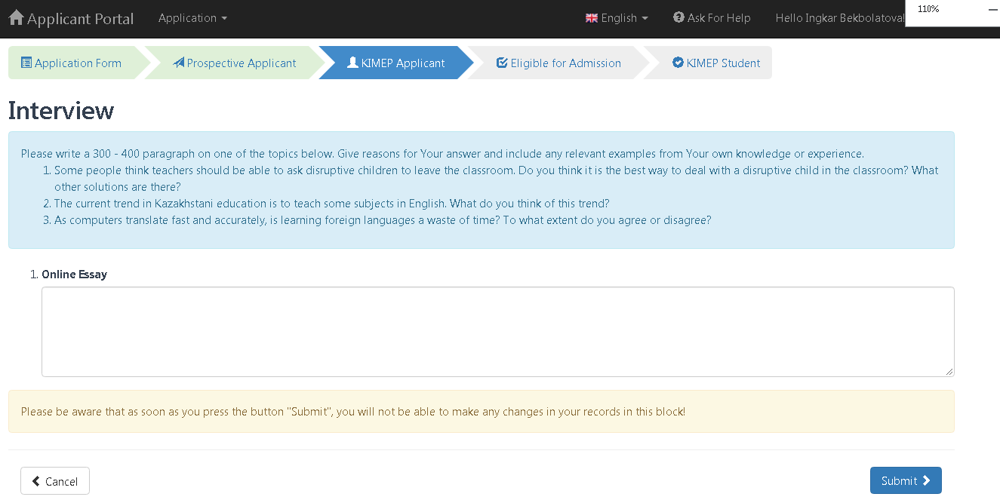 Applicant Portal Application English Ask For Help Hello Ingkar Bekbolatova! 110%
Application Form Prospective Applicant KIMEP Applicant Eligible for Admission KIMEP Student
Interview
Please write a 300 - 400 paragraph on one of the topics below. Give reasons for Your answer and include any relevant examples from Your own knowledge or experience.
1. Some people think teachers should be able to ask disruptive children to leave the classroom. Do you think it is the best way to deal with a disruptive child in the classroom? What
other solutions are there?
2. The current trend in Kazakhstani education is to teach some subjects in English. What do you think of this trend?
3. As computers translate fast and accurately, is learning foreign languages a waste of time? To what extent do you agree or disagree?
1. Online Essay
Please be aware that as soon as you press the button "Submit", you will not be able to make any changes in your records in this block!
Cancel Submit